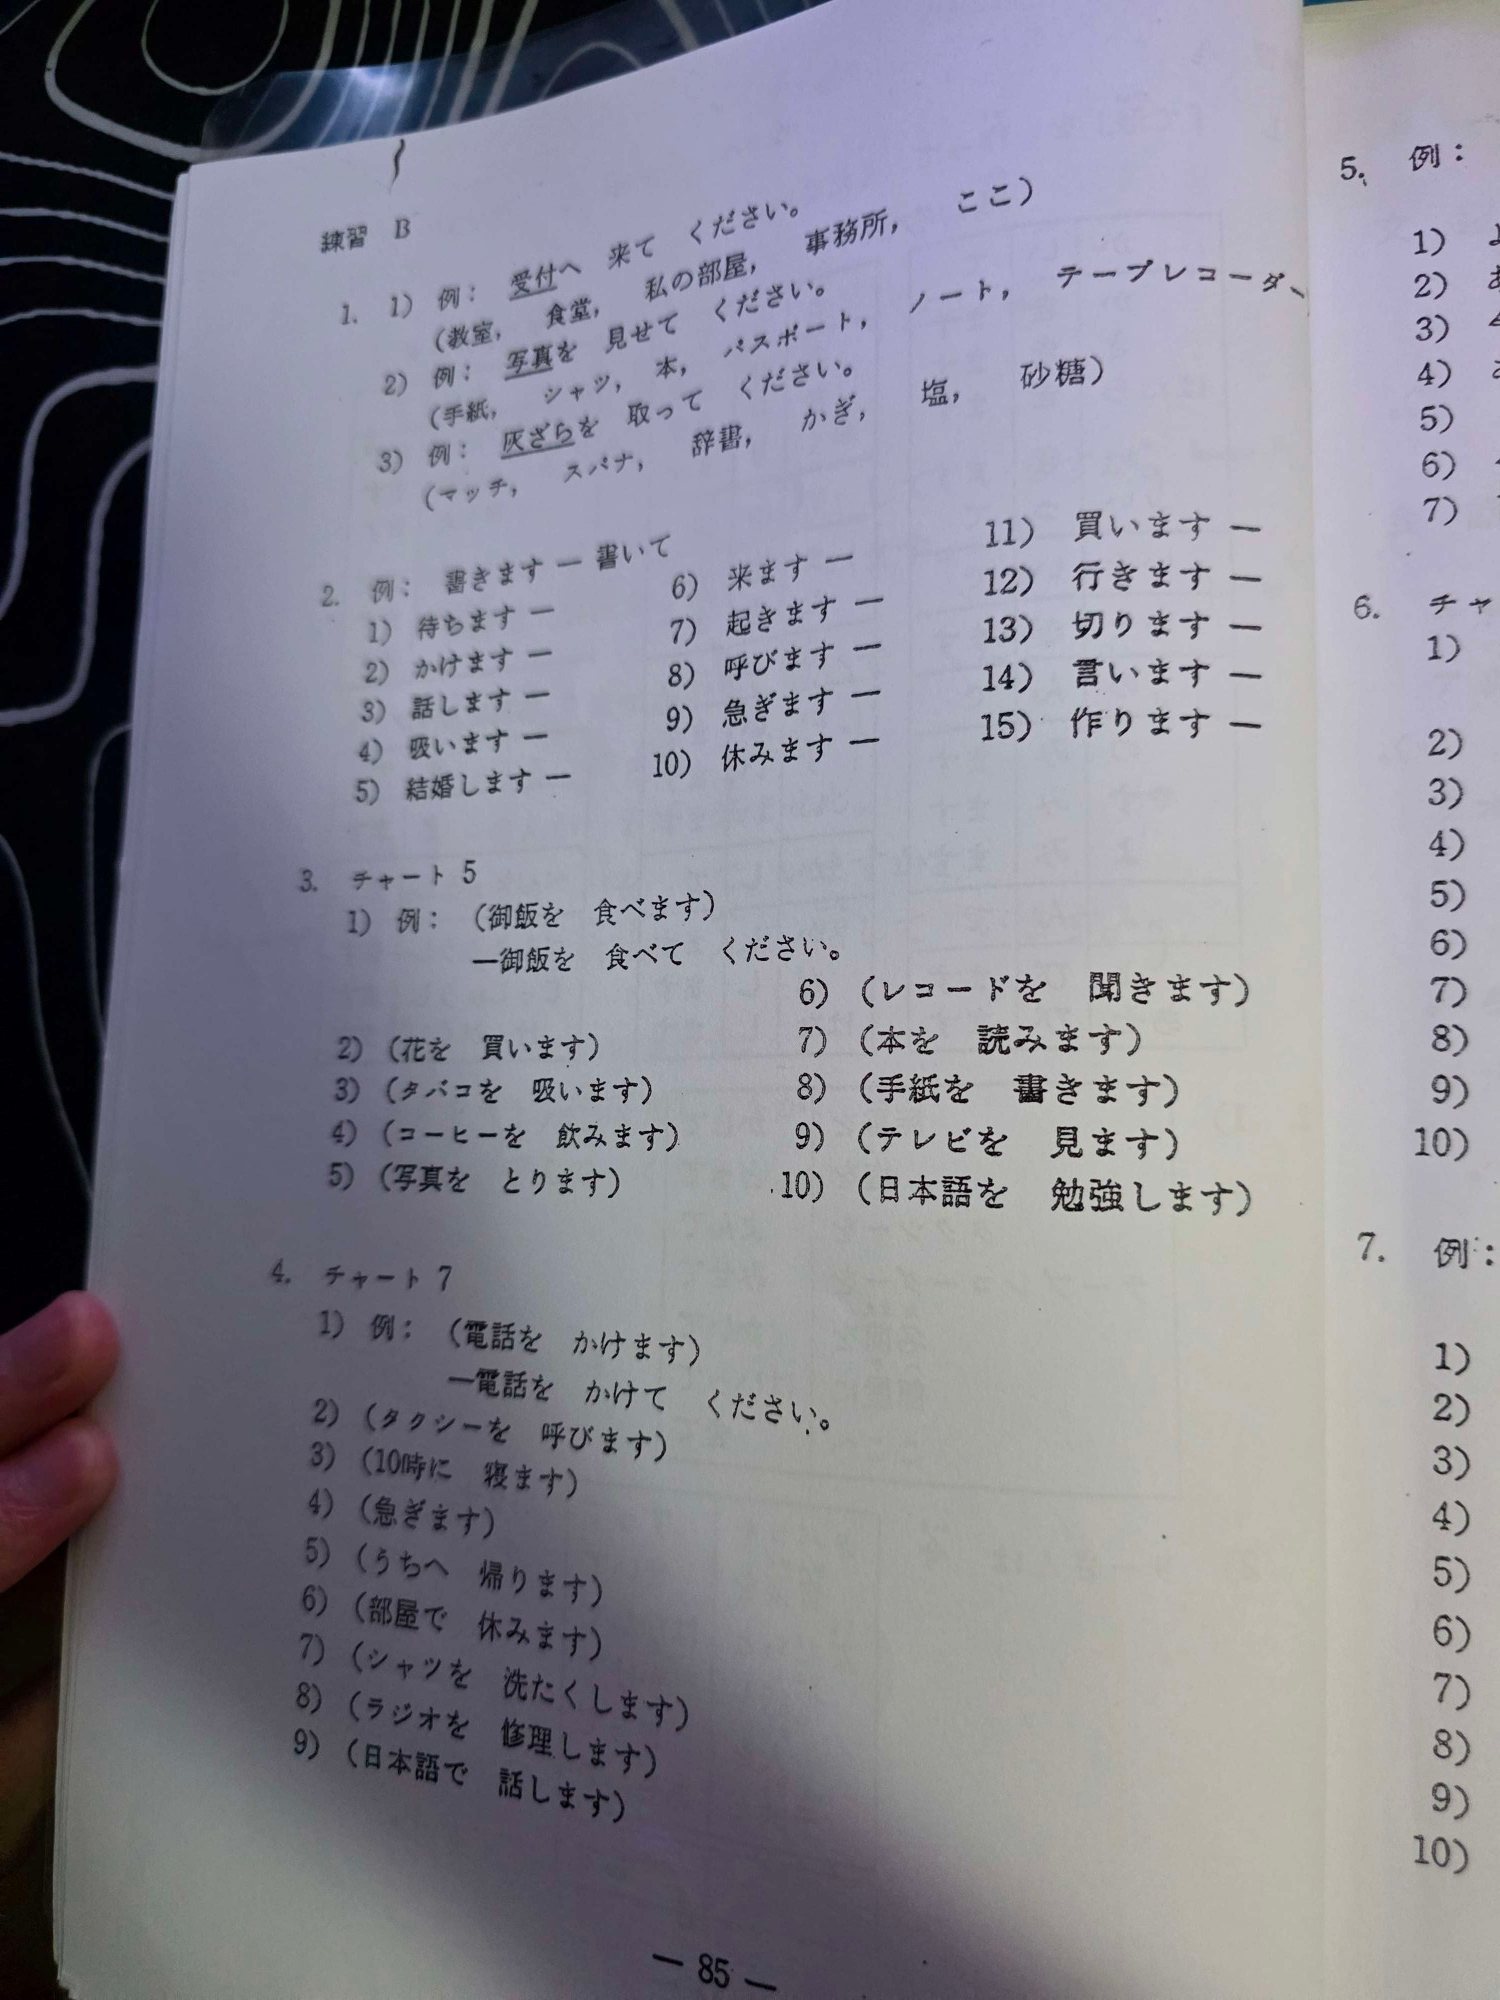 練習 B
1. 1) 例： 受付へ 来て ください。
(教室， 食堂， 私の部屋， 事務所， ここ)
2) 例： 写真を 見せて ください。
(手紙， シャツ， 本， パスポート， ノート， テープレコーダー
3) 例： 灰ざらを 取って ください。
(マッチ， スパナ， 辞書， かぎ， 塩， 砂糖)
2. 例： 書きます ー 書いて
1) 待ちます ー
2) かけます ー
3) 話します ー
4) 吸います ー
5) 結婚します ー
6) 来ます ー
7) 起きます ー
8) 呼びます ー
9) 急ぎます ー
10) 休みます ー
11) 買います ー
12) 行きます ー
13) 切ります ー
14) 言います ー
15) 作ります ー
3. チャート 5
1) 例： (御飯を 食べます)
ー御飯を 食べて ください。
2) (花を 買います)
3) (タバコを 吸います)
4) (コーヒーを 飲みます)
5) (写真を とります)
6) (レコードを 聞きます)
7) (本を 読みます)
8) (手紙を 書きます)
9) (テレビを 見ます)
10) (日本語を 勉強します)
4. チャート 7
1) 例： (電話を かけます)
ー電話を かけて ください。
2) (タクシーを 呼びます)
3) (10時に 寝ます)
4) (急ぎます)
5) (うちへ 帰ります)
6) (部屋で 休みます)
7) (シャツを 洗たくします)
8) (ラジオを 修理します)
9) (日本語で 話します)
— 85 —
5. 例：
1)
2)
3)
4)
5)
6)
7)
6. チャ
1)
2)
3)
4)
5)
6)
7)
8)
9)
10)
7. 例：
1)
2)
3)
4)
5)
6)
7)
8)
9)
10)